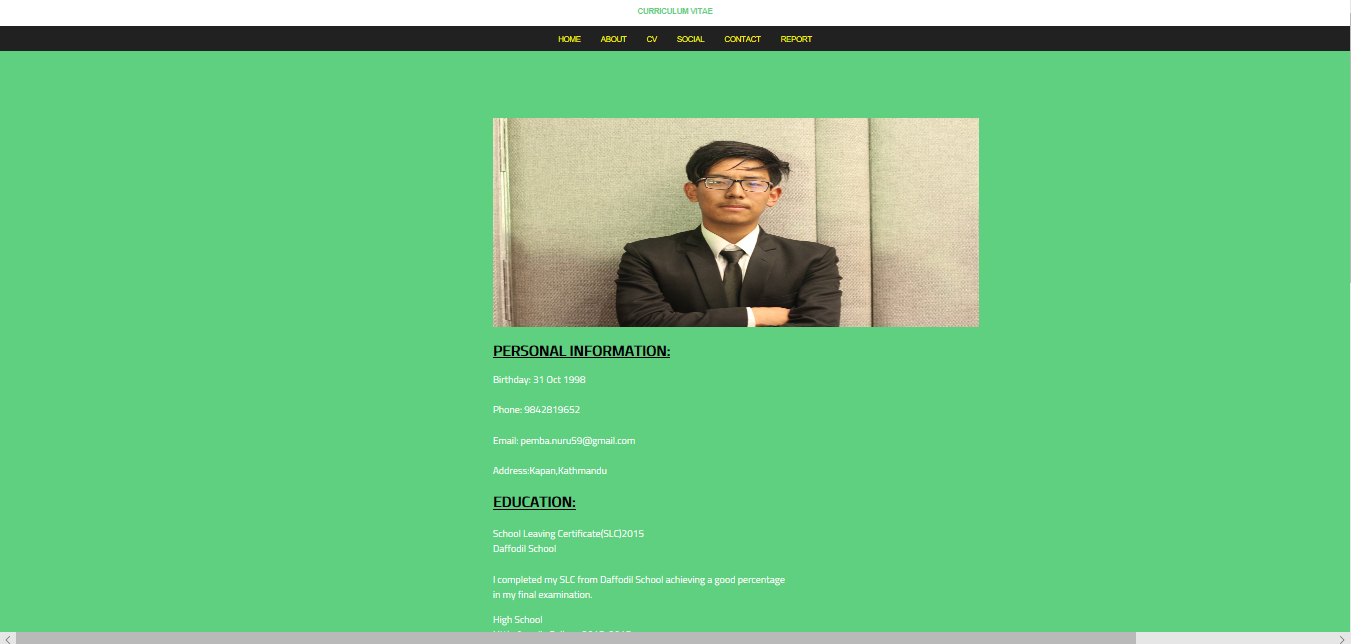 CURRICULUM VITAE
HOME ABOUT CV SOCIAL CONTACT REPORT
PERSONAL INFORMATION:
Birthday: 31 Oct 1998
Phone: 9842819652
Email: pemba.nuru59@gmail.com
Address:Kapan,Kathmandu
EDUCATION:
School Leaving Certificate(SLC)2015
Daffodil School
I completed my SLC from Daffodil School achieving a good percentage
in my final examination.
High School